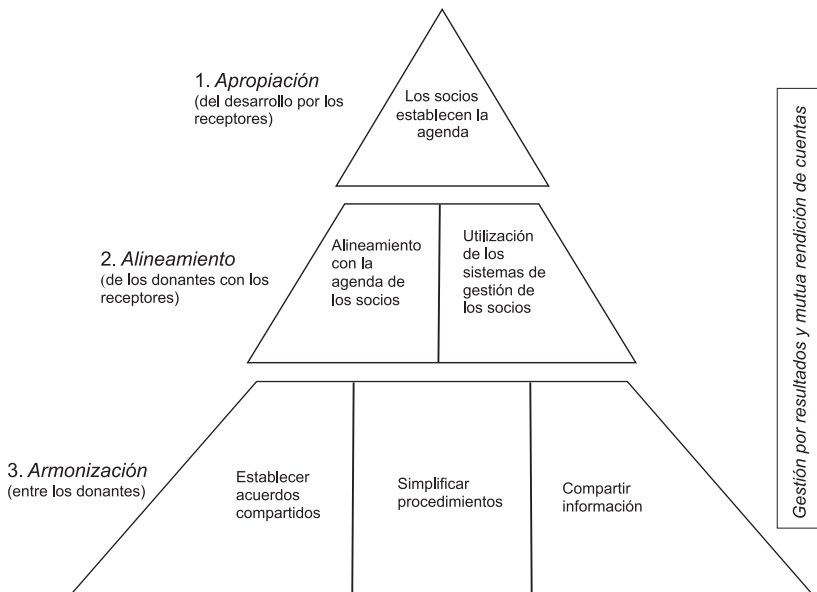 1. Apropiación
(del desarrollo por los
receptores)
Los socios
establecen la
agenda
2. Alineamiento
(de los donantes con los
receptores)
Alineamiento
con la
agenda de
los socios
Utilización
de los
sistemas de
gestión de
los socios
3. Armonización
(entre los donantes)
Establecer
acuerdos
compartidos
Simplificar
procedimientos
Compartir
información
Gestión por resultados y mutua rendición de cuentas